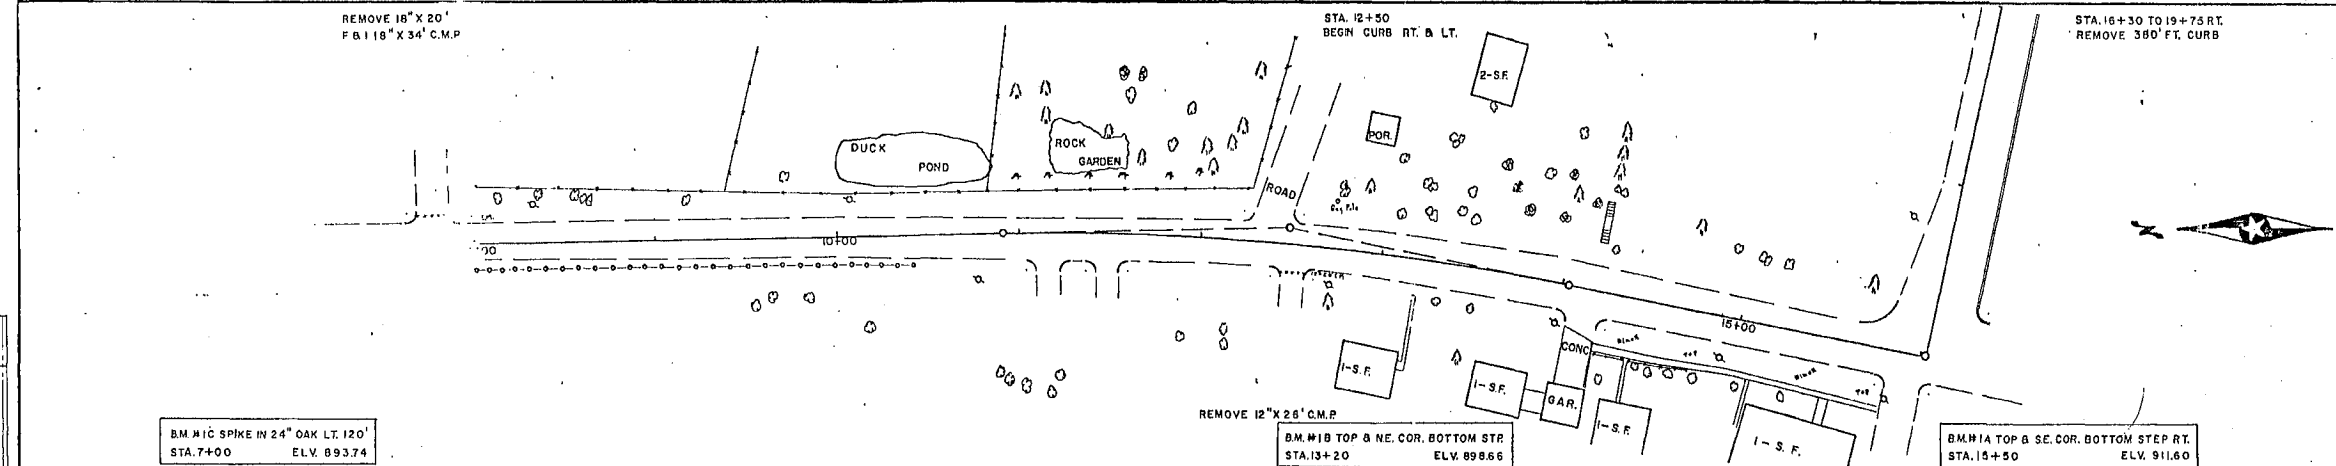 REMOVE 18" X 20'
F & I 18" X 34' C.M.P
STA. 12+50
BEGIN CURB RT. & LT.
STA. 16+30 TO 19+75 RT.
REMOVE 380' FT. CURB
2-S.F.
POR.
DUCK
POND
ROCK
GARDEN
ROAD
10+00
15+00
CONC
1-S.F.
1-S.F.
GAR.
1-S.F.
1-S.F.
REMOVE 12" X 26' C.M.P.
B.M. #1C SPIKE IN 24" OAK LT. 120'
STA. 7+00 ELV. 893.74
B.M. #1B TOP & N.E. COR. BOTTOM STP.
STA. 13+20 ELV. 898.66
B.M. #1A TOP & S.E. COR. BOTTOM STEP RT.
STA. 15+50 ELV. 911.60